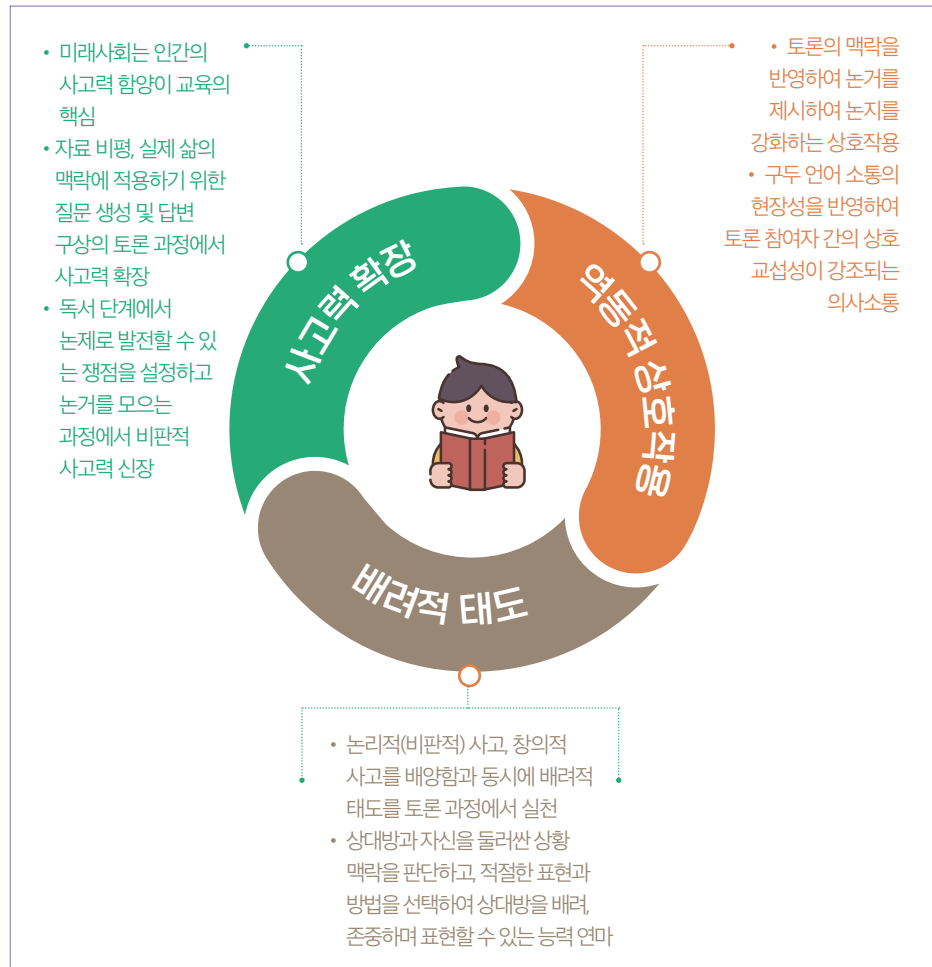 • 미래사회는 인간의
사고력 함양이 교육의
핵심
• 자료 비평, 실제 삶의
맥락에 적용하기 위한
질문 생성 및 답변
구상의 토론 과정에서
사고력 확장
• 독서 단계에서
논제로 발전할 수 있
는 쟁점을 설정하고
논거를 모으는
과정에서 비판적
사고력 신장
• 토론의 맥락을
반영하여 논거를
제시하여 논지를
강화하는 상호작용
• 구두 언어 소통의
현장성을 반영하여
토론 참여자 간의 상호
교섭성이 강조되는
의사소통
사고력 확장
역동적 상호작용
배려적 태도
• 논리적(비판적) 사고, 창의적
사고를 배양함과 동시에 배려적
태도를 토론 과정에서 실천
• 상대방과 자신을 둘러싼 상황
맥락을 판단하고, 적절한 표현과
방법을 선택하여 상대방을 배려,
존중하며 표현할 수 있는 능력 연마